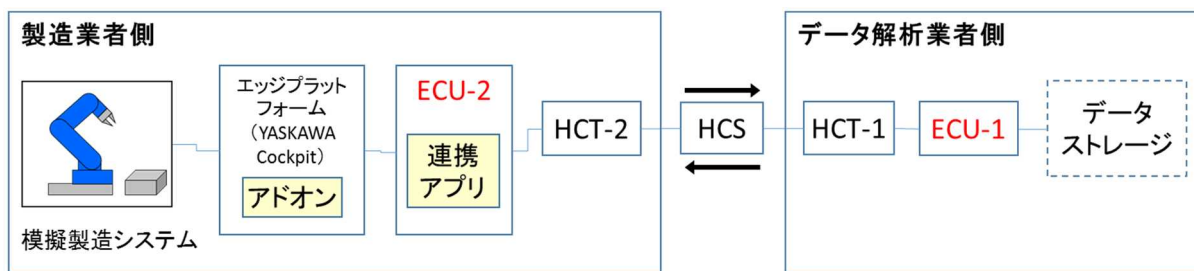 製造業者側
模擬製造システム
エッジプラット
フォーム
（YASKAWA
Cockpit）
アドオン
ECU-2
連携
アプリ
HCT-2
HCS
データ解析業者側
HCT-1
ECU-1
データ
ストレージ